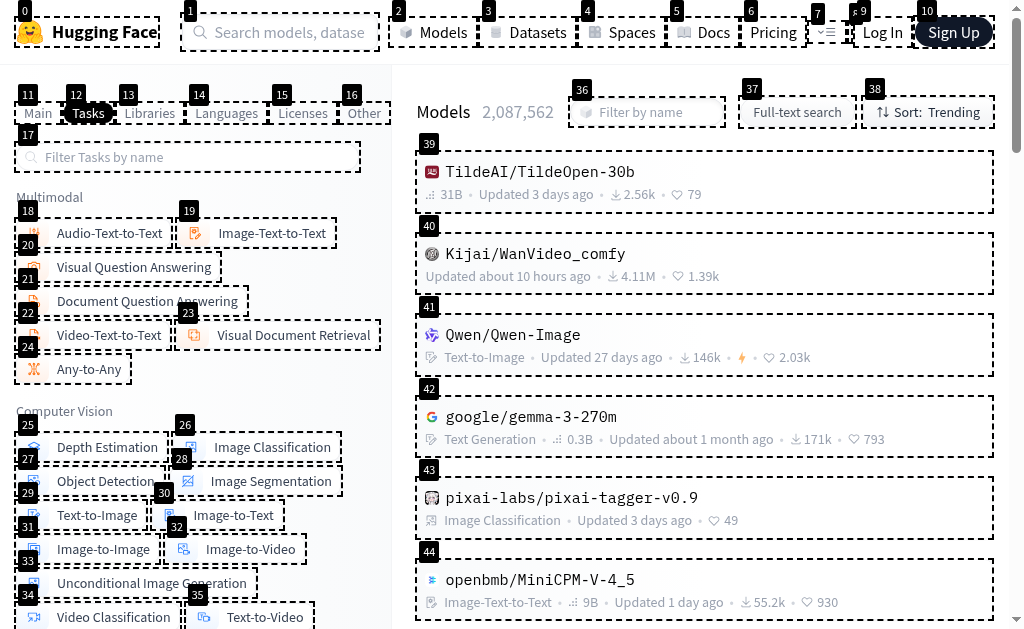 Hugging Face
Search models, datase
Models
Datasets
Spaces
Docs
Pricing
Log In
Sign Up
0
1
2
3
4
5
6
7
9
10
11
12
13
14
15
16
Main
Tasks
Libraries
Languages
Licenses
Other
17
Filter Tasks by name
Multimodal
18
Audio-Text-to-Text
19
Image-Text-to-Text
20
Visual Question Answering
21
Document Question Answering
22
Video-Text-to-Text
23
Visual Document Retrieval
24
Any-to-Any
Computer Vision
25
Depth Estimation
26
Image Classification
27
Object Detection
28
Image Segmentation
29
Text-to-Image
30
Image-to-Text
31
Image-to-Image
32
Image-to-Video
33
Unconditional Image Generation
34
Video Classification
35
Text-to-Video
Models 2,087,562
36
Filter by name
37
Full-text search
38
Sort: Trending
39
TildeAI/TildeOpen-30b
31B • Updated 3 days ago • 2.56k • 79
40
Kijai/WanVideo_comfy
Updated about 10 hours ago • 4.11M • 1.39k
41
Qwen/Qwen-Image
Text-to-Image • Updated 27 days ago • 146k • 2.03k
42
google/gemma-3-270m
Text Generation • 0.3B • Updated about 1 month ago • 171k • 793
43
pixai-labs/pixai-tagger-v0.9
Image Classification • Updated 3 days ago • 49
44
openbmb/MiniCPM-V-4_5
Image-Text-to-Text • 9B • Updated 1 day ago • 55.2k • 930